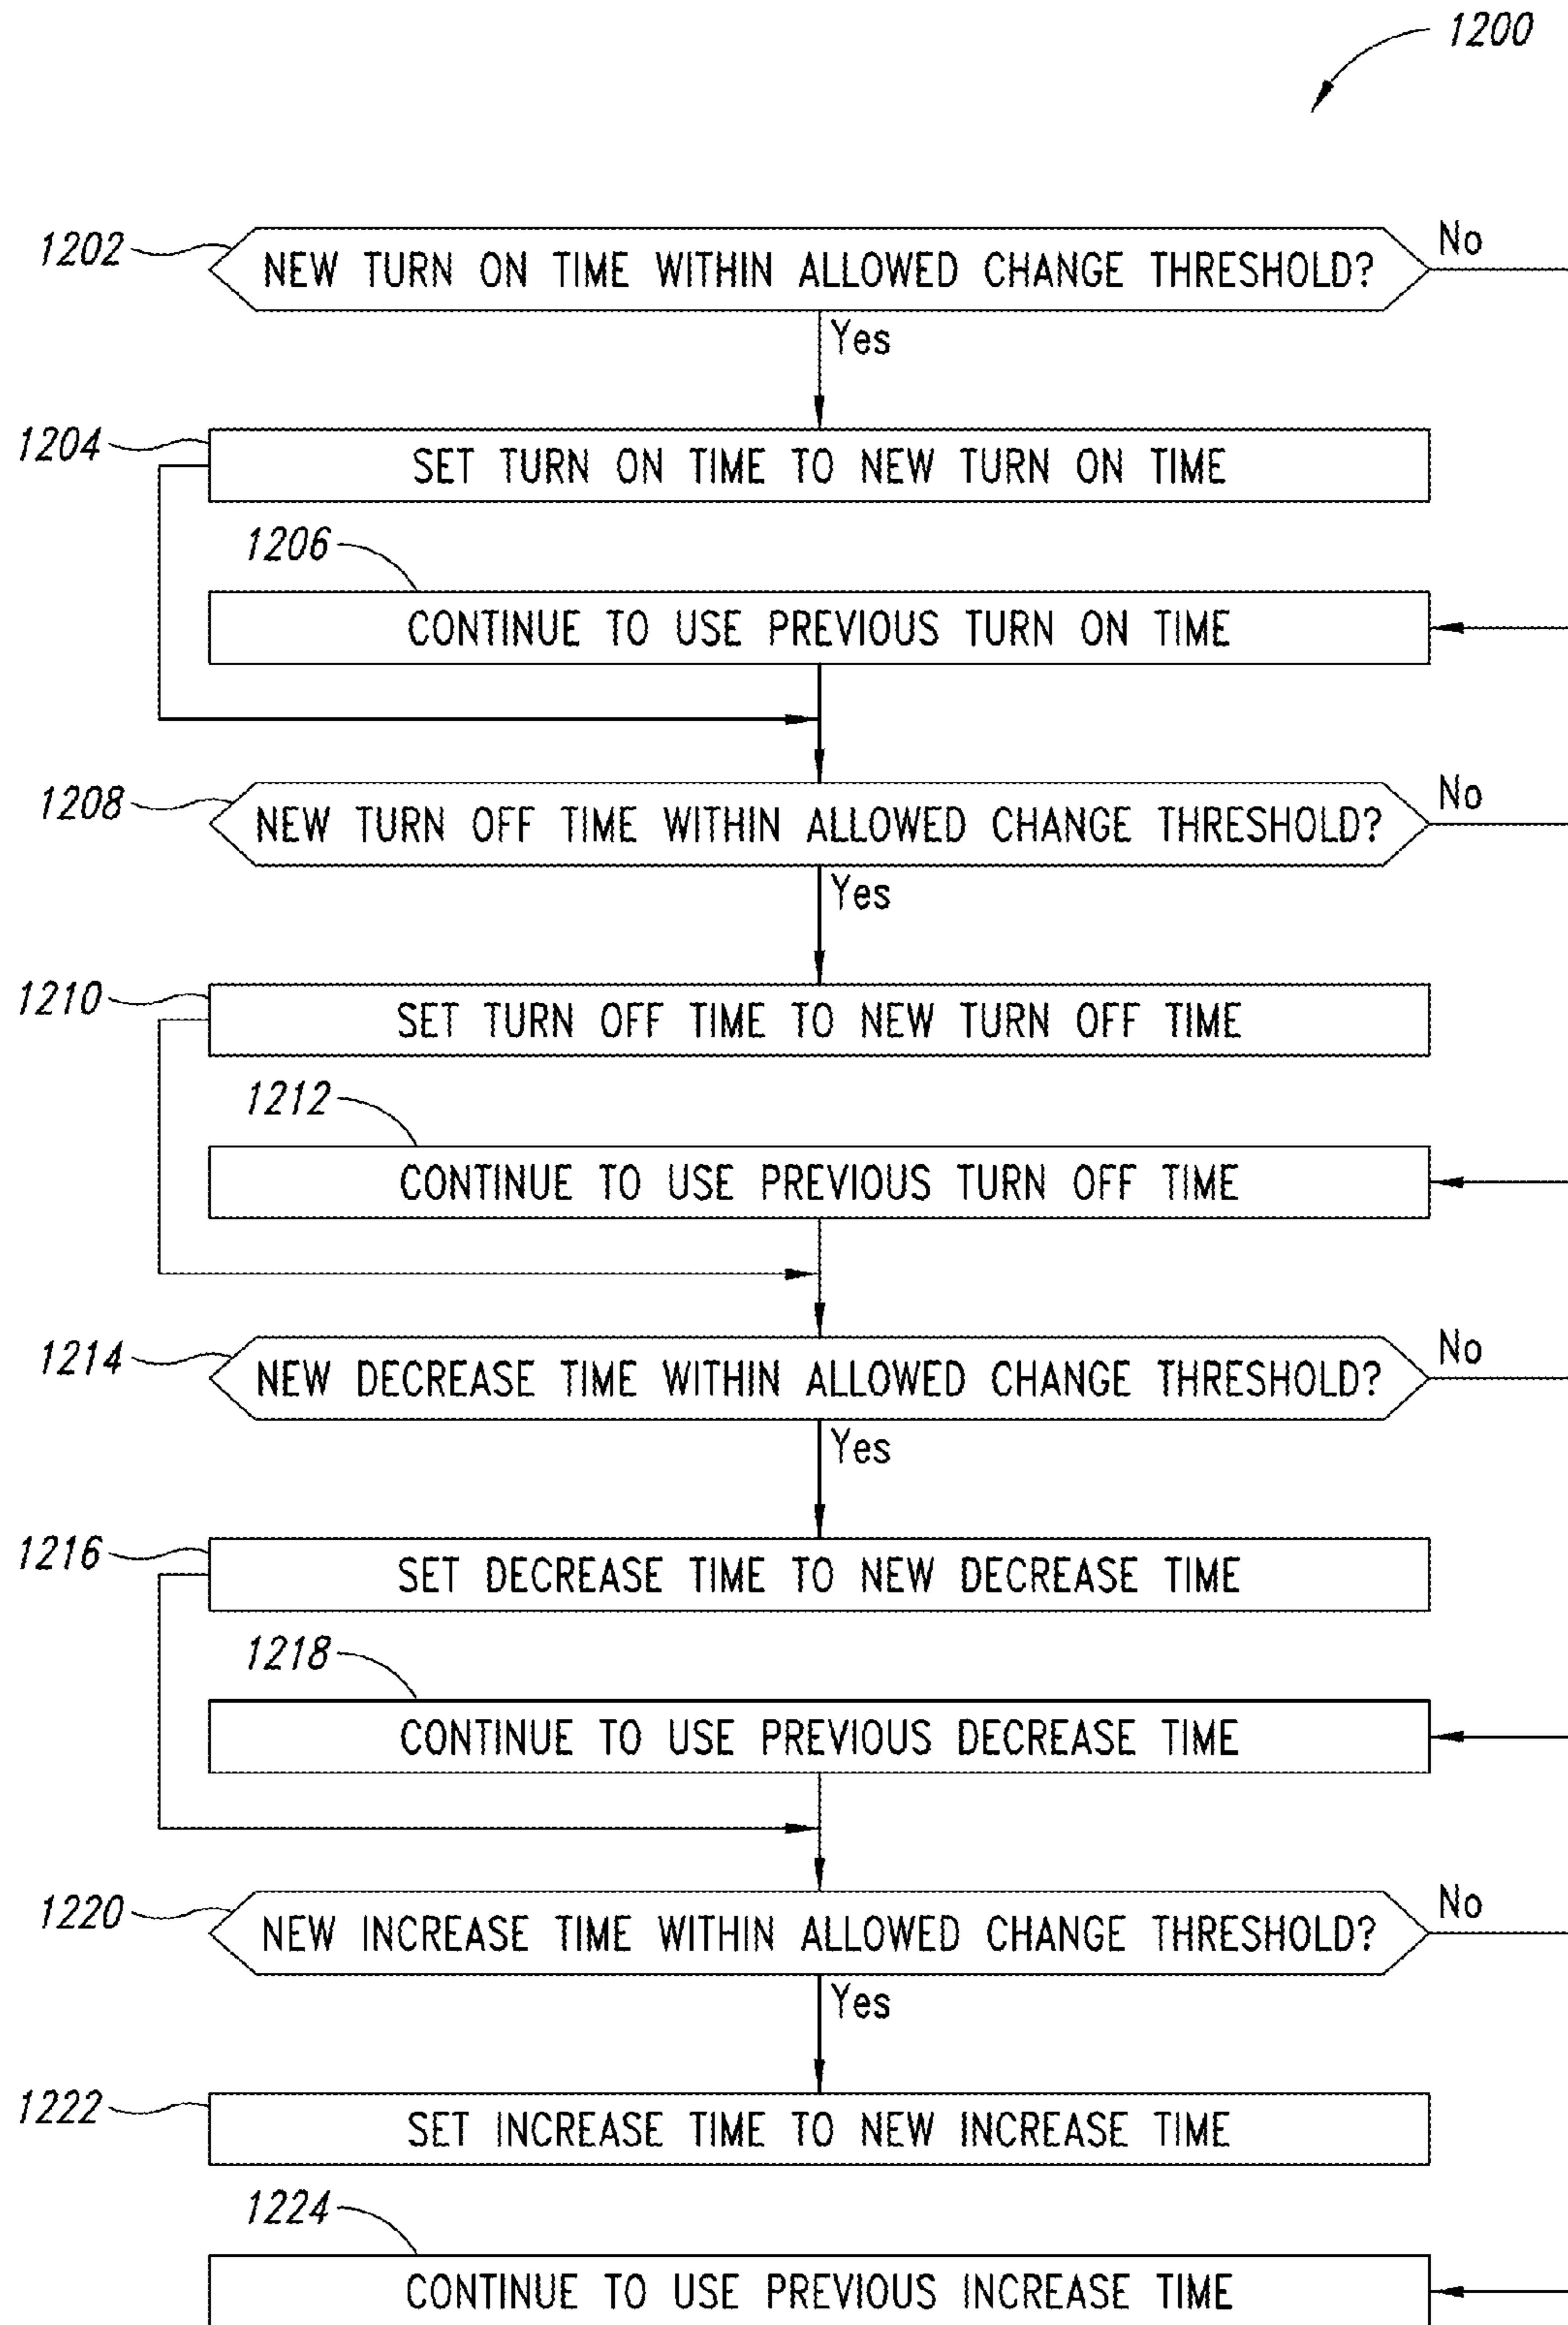 1200
1202
NEW TURN ON TIME WITHIN ALLOWED CHANGE THRESHOLD?
No
Yes
1204
SET TURN ON TIME TO NEW TURN ON TIME
1206
CONTINUE TO USE PREVIOUS TURN ON TIME
1208
NEW TURN OFF TIME WITHIN ALLOWED CHANGE THRESHOLD?
No
Yes
1210
SET TURN OFF TIME TO NEW TURN OFF TIME
1212
CONTINUE TO USE PREVIOUS TURN OFF TIME
1214
NEW DECREASE TIME WITHIN ALLOWED CHANGE THRESHOLD?
No
Yes
1216
SET DECREASE TIME TO NEW DECREASE TIME
1218
CONTINUE TO USE PREVIOUS DECREASE TIME
1220
NEW INCREASE TIME WITHIN ALLOWED CHANGE THRESHOLD?
No
Yes
1222
SET INCREASE TIME TO NEW INCREASE TIME
1224
CONTINUE TO USE PREVIOUS INCREASE TIME